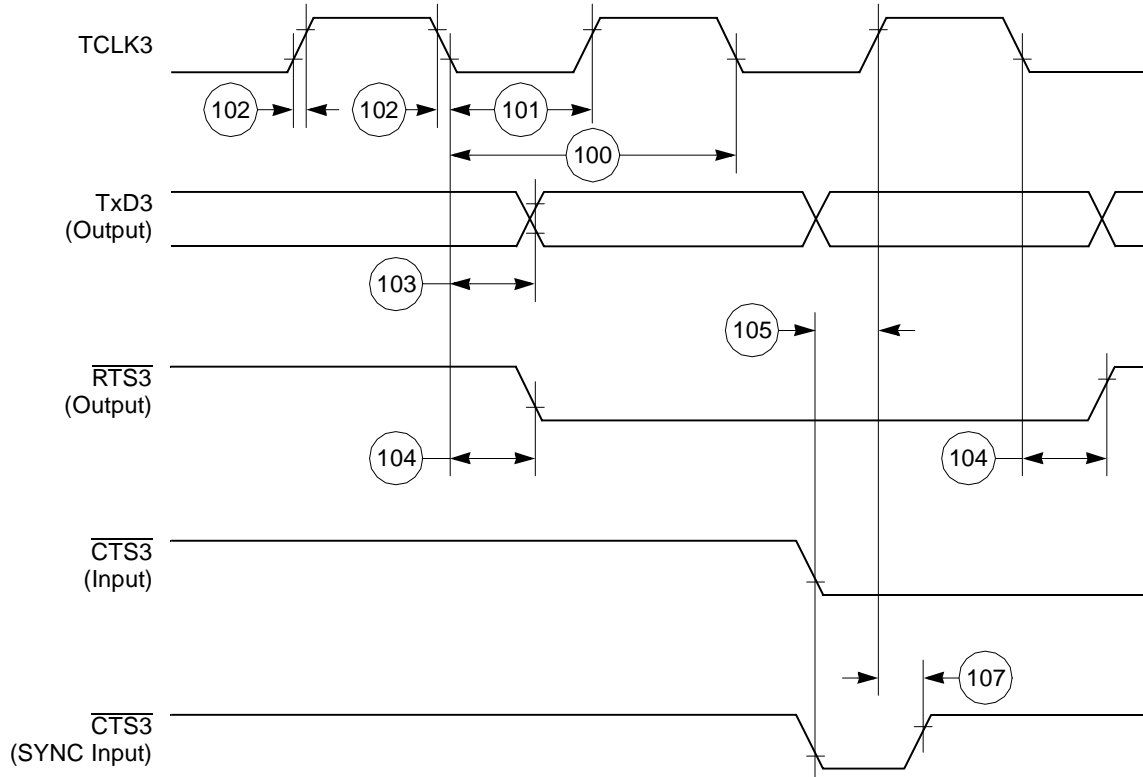 TCLK3
102
102
101
100
TxD3
(Output)
103
105
RTS3
(Output)
104
104
CTS3
(Input)
107
CTS3
(SYNC Input)